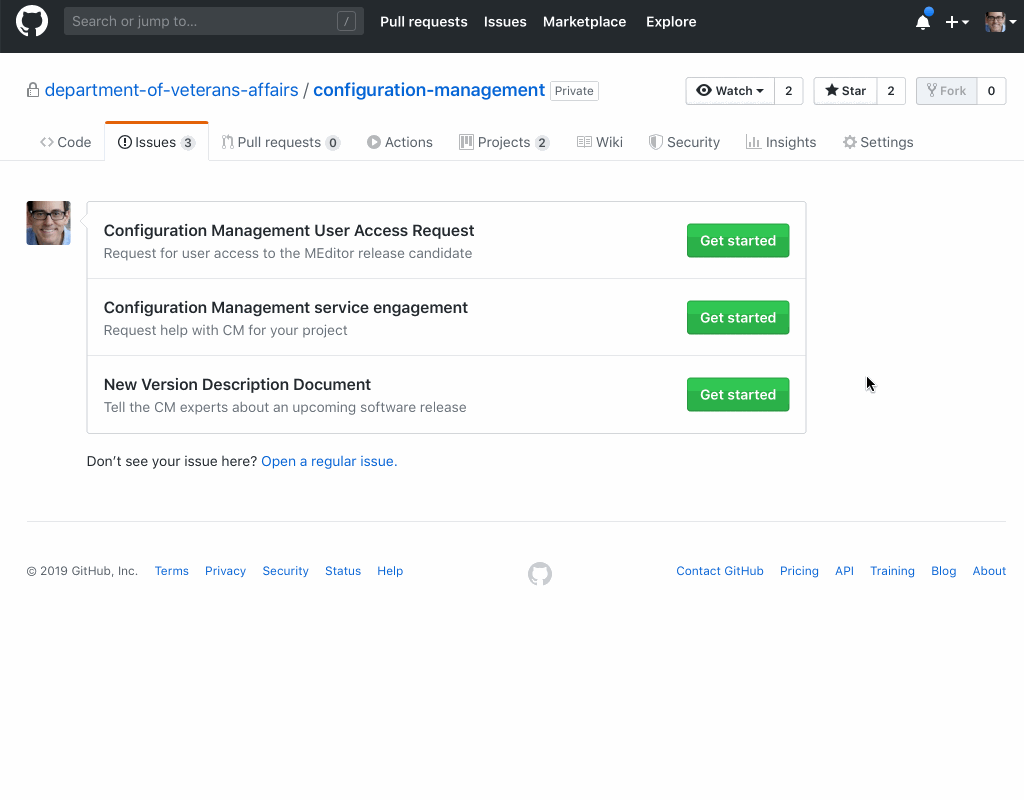 Search or jump to... /
Pull requests Issues Marketplace Explore
department-of-veterans-affairs / configuration-management Private
Watch 2 Star 2 Fork 0
Code Issues 3 Pull requests 0 Actions Projects 2 Wiki Security Insights Settings
Configuration Management User Access Request
Request for user access to the MEditor release candidate
Get started
Configuration Management service engagement
Request help with CM for your project
Get started
New Version Description Document
Tell the CM experts about an upcoming software release
Get started
Don’t see your issue here? Open a regular issue.
© 2019 GitHub, Inc. Terms Privacy Security Status Help
Contact GitHub Pricing API Training Blog About